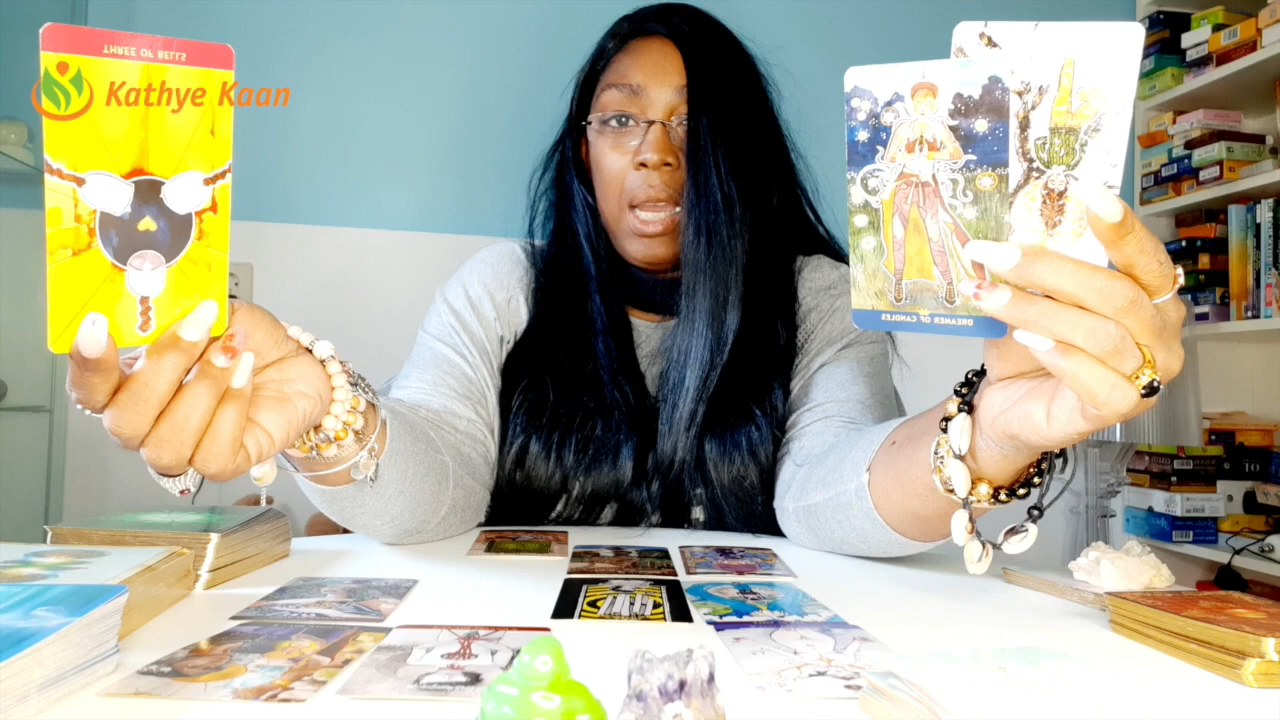 THREE OF BELLS
Kathye Kaan
DREAMER OF CANDLES